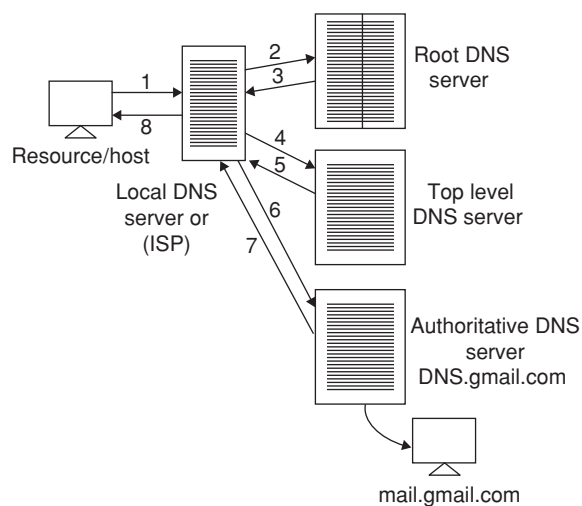 2
3
Root DNS
server
1
8
Resource/host
4
5
Local DNS
server or
(ISP)
6
7
Top level
DNS server
Authoritative DNS
server
DNS.gmail.com
mail.gmail.com